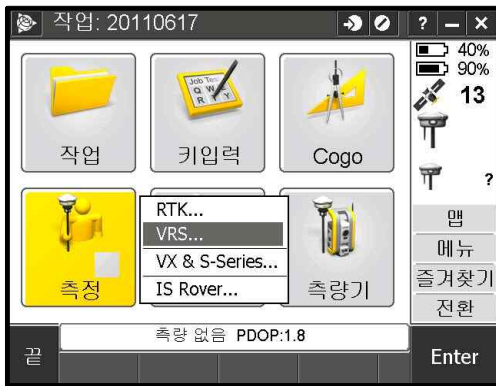 작업: 20110617
? – ×
40%
90%
13
?
작업
키입력
Cogo
측정
측량기
RTK...
VRS...
VX & S-Series...
IS Rover...
맵
메뉴
즐겨찾기
전환
측량 없음 PDOP:1.8
끝
Enter